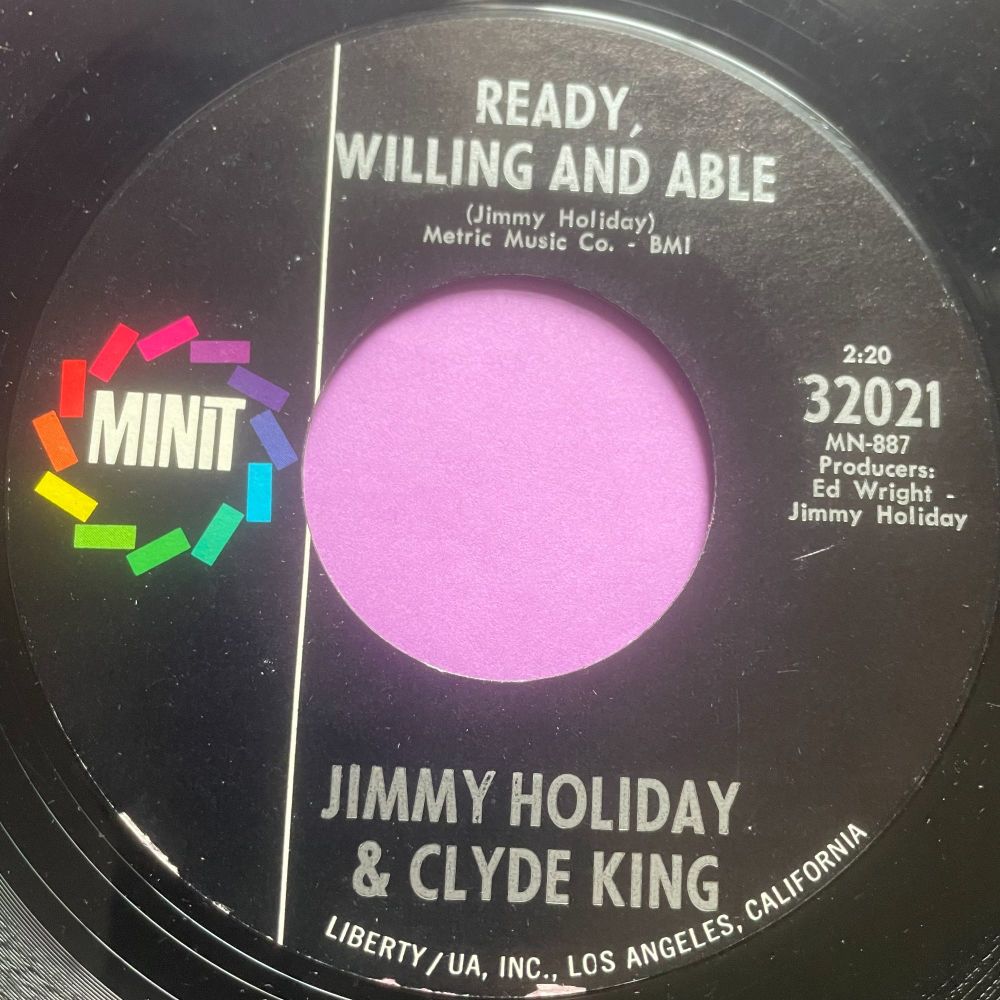 READY,
WILLING AND ABLE
(Jimmy Holiday)
Metric Music Co. - BMI
MINIT
2:20
32021
MN-887
Producers:
Ed Wright -
Jimmy Holiday
JIMMY HOLIDAY
& CLYDE KING
LIBERTY/UA, INC., LOS ANGELES, CALIFORNIA